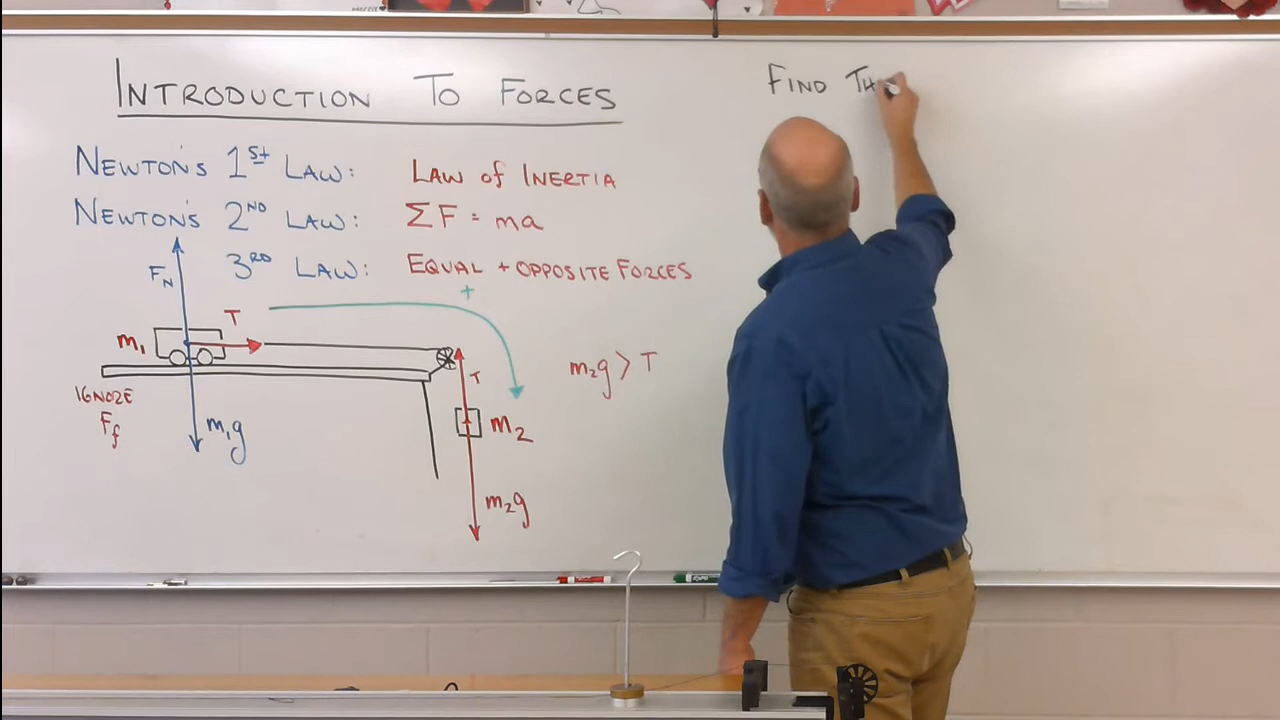 INTRODUCTION TO FORCES
NEWTON'S 1st LAW: LAW of INERTIA
NEWTON'S 2ND LAW: ΣF = ma
3RD LAW: EQUAL + OPPOSITE FORCES
FN
+
T
m1
T
m2g > T
IGNORE
Ff
m1g
m2
m2g
FIND TH